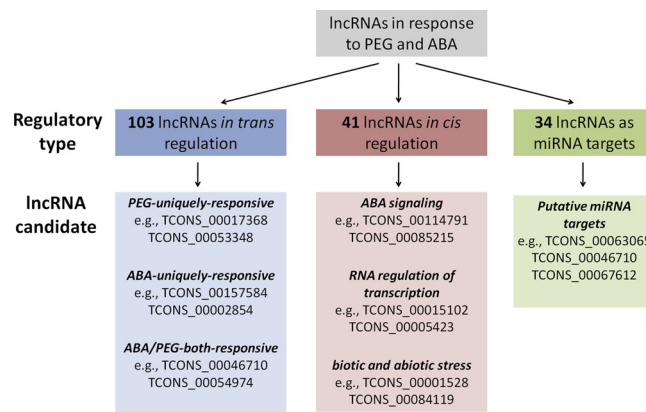 lncRNAs in response
to PEG and ABA
Regulatory
type
103 lncRNAs in trans
regulation
41 lncRNAs in cis
regulation
34 lncRNAs as
miRNA targets
lncRNA
candidate
PEG-uniquely-responsive
e.g., TCONS_00017368
TCONS_00053348
ABA-uniquely-responsive
e.g., TCONS_00157584
TCONS_00002854
ABA/PEG-both-responsive
e.g., TCONS_00046710
TCONS_00054974
ABA signaling
e.g., TCONS_00114791
TCONS_00085215
RNA regulation of
transcription
e.g., TCONS_00015102
TCONS_00005423
biotic and abiotic stress
e.g., TCONS_00001528
TCONS_00084119
Putative miRNA
targets
e.g., TCONS_00063065
TCONS_00046710
TCONS_00067612